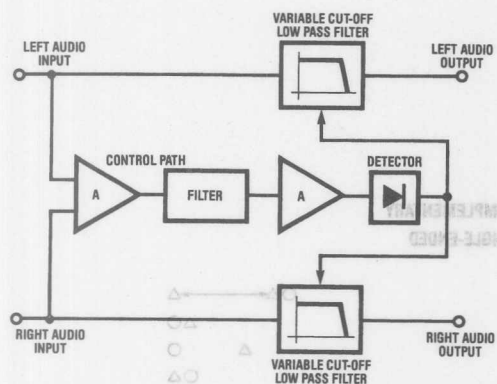 VARIABLE CUT-OFF
LOW PASS FILTER
LEFT AUDIO
INPUT
LEFT AUDIO
OUTPUT
CONTROL PATH
DETECTOR
A
FILTER
A
RIGHT AUDIO
INPUT
RIGHT AUDIO
OUTPUT
VARIABLE CUT-OFF
LOW PASS FILTER